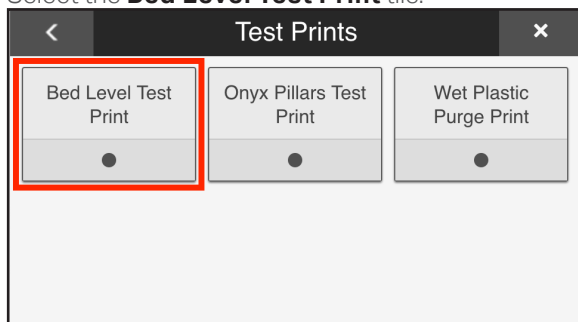 Select the Bed Level Test Print tile.
Test Prints
Bed Level Test
Print
Onyx Pillars Test
Print
Wet Plastic
Purge Print